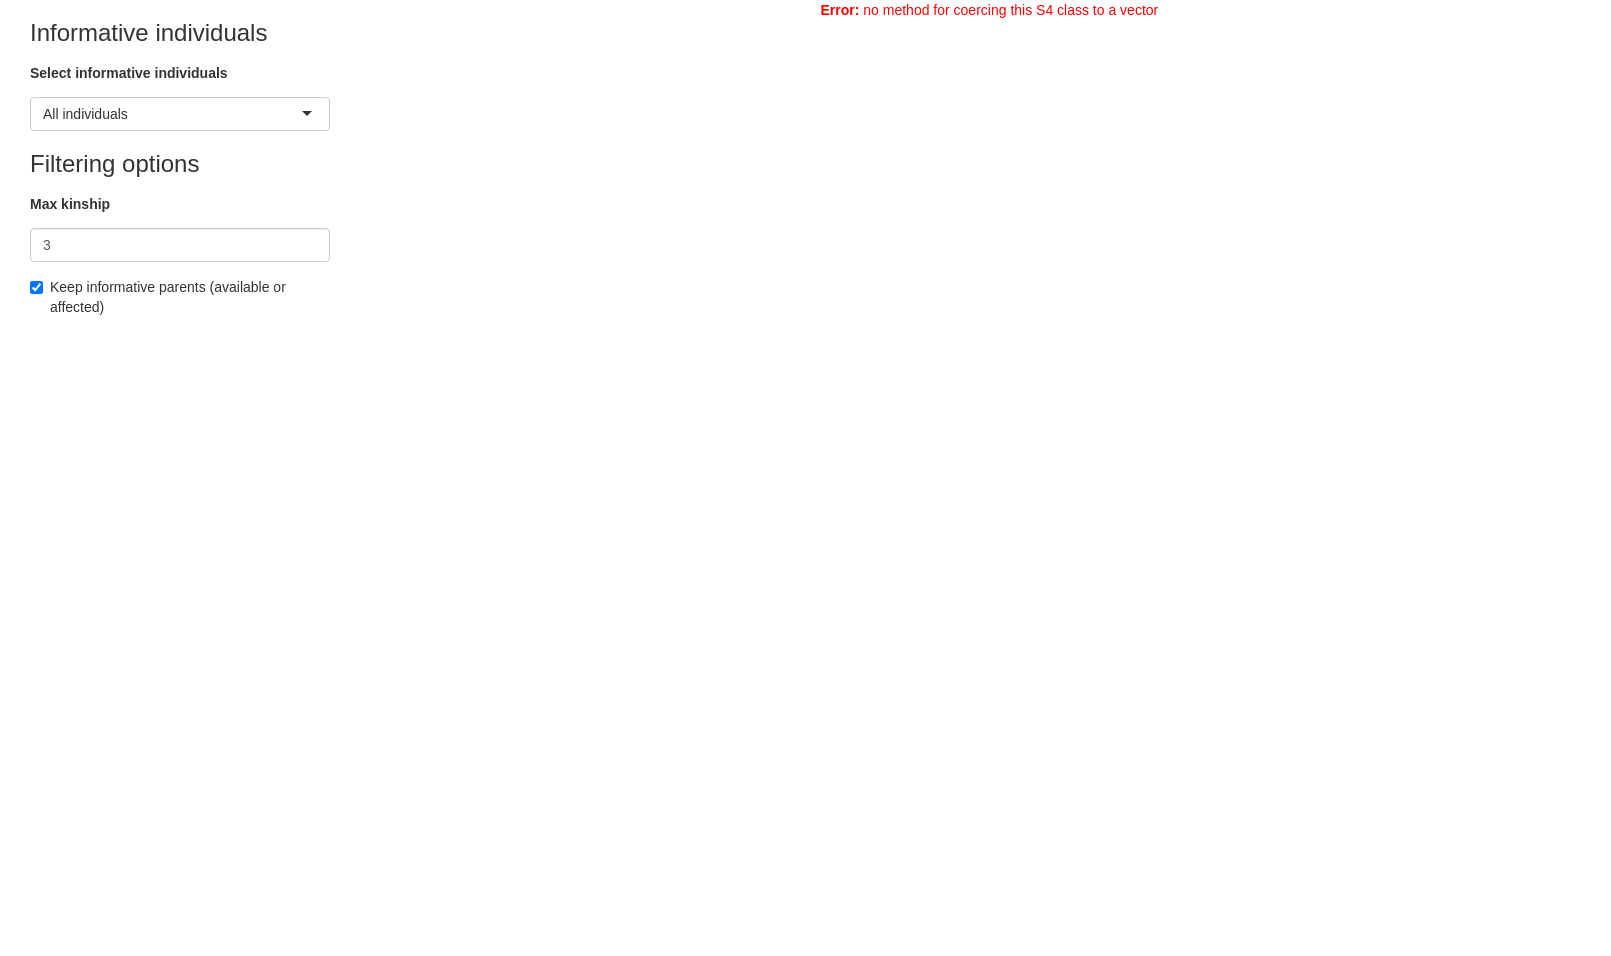 Error: no method for coercing this S4 class to a vector
Informative individuals
Select informative individuals
All individuals
Filtering options
Max kinship
3
Keep informative parents (available or
affected)